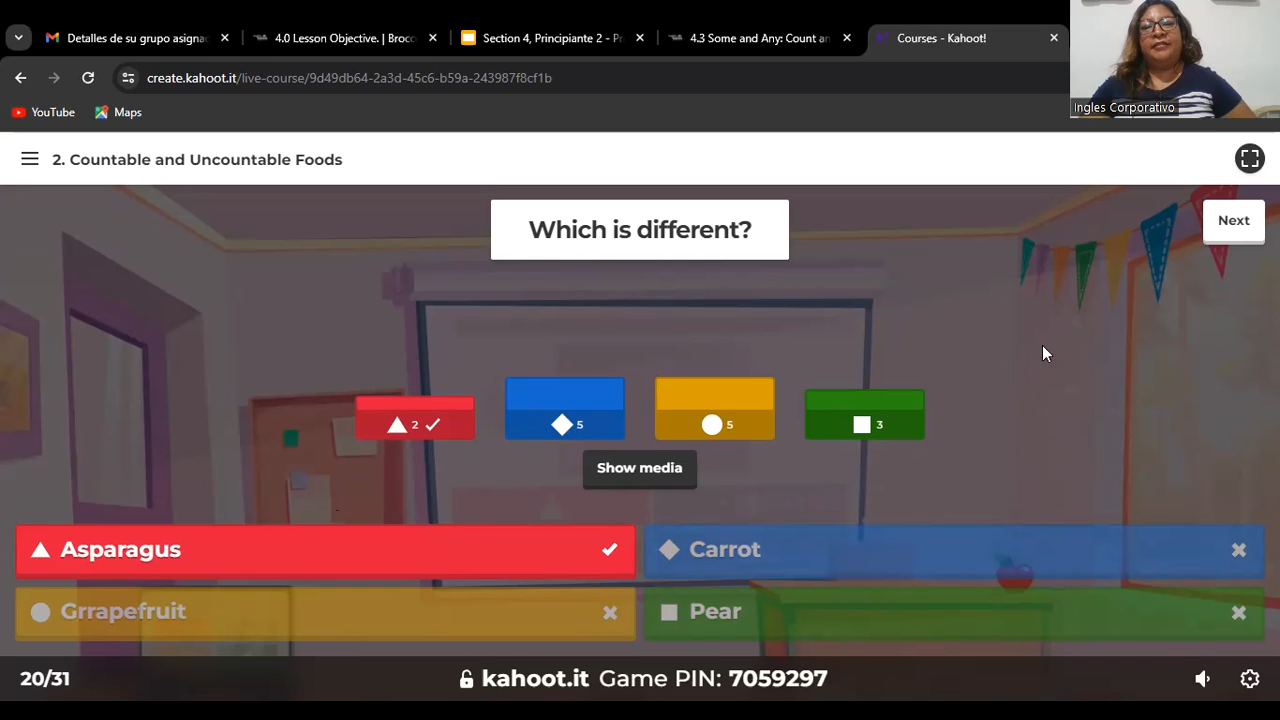 Detalles de su grupo asigna
4.0 Lesson Objective. | Brocc
Section 4, Principiante 2 - Pr
4.3 Some and Any: Count an
Courses - Kahoot!
create.kahoot.it/live-course/9d49db64-2a3d-45c6-b59a-243987f8cf1b
YouTube
Maps
Ingles Corporativo
2. Countable and Uncountable Foods
Which is different?
Next
2
5
5
3
Show media
Asparagus
Carrot
Grrapefruit
Pear
20/31
kahoot.it Game PIN: 7059297